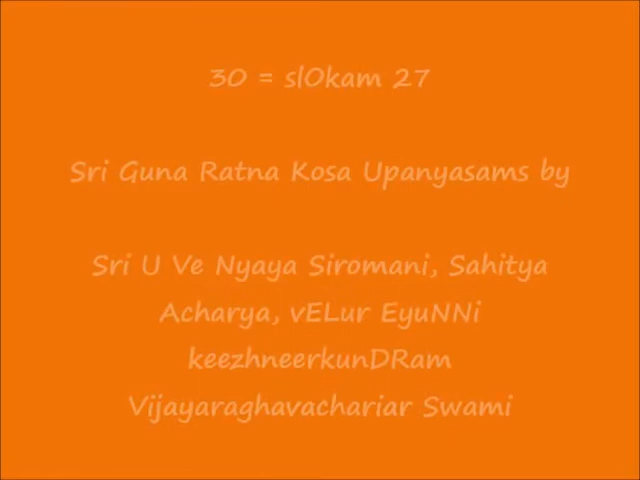 30 = slOkam 27
Sri Guna Ratna Kosa Upanyasams by
Sri U Ve Nyaya Siromani, Sahitya
Acharya, vELur EyuNNi
keezhneerkunDRam
Vijayaraghavachariar Swami